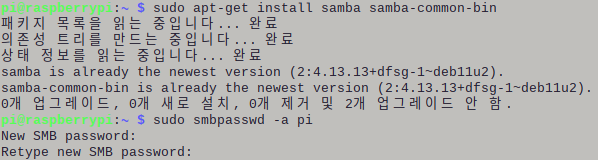 pi@raspberrypi:~ $ sudo apt-get install samba samba-common-bin
패키지 목록을 읽는 중입니다... 완료
의존성 트리를 만드는 중입니다... 완료
상태 정보를 읽는 중입니다... 완료
samba is already the newest version (2:4.13.13+dfsg-1~deb11u2).
samba-common-bin is already the newest version (2:4.13.13+dfsg-1~deb11u2).
0개 업그레이드, 0개 새로 설치, 0개 제거 및 2개 업그레이드 안 함.
pi@raspberrypi:~ $ sudo smbpasswd -a pi
New SMB password:
Retype new SMB password: